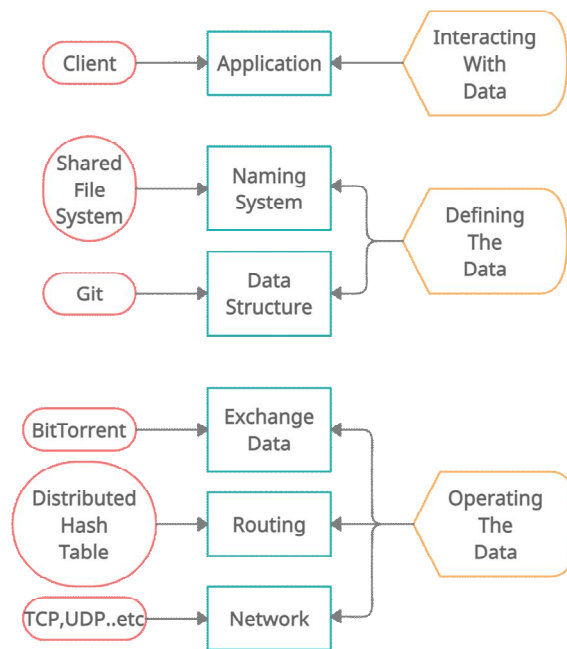 Client
Application
Interacting
With
Data
Shared
File
System
Naming
System
Defining
The
Data
Git
Data
Structure
BitTorrent
Exchange
Data
Distributed
Hash
Table
Routing
Operating
The
Data
TCP,UDP..etc
Network